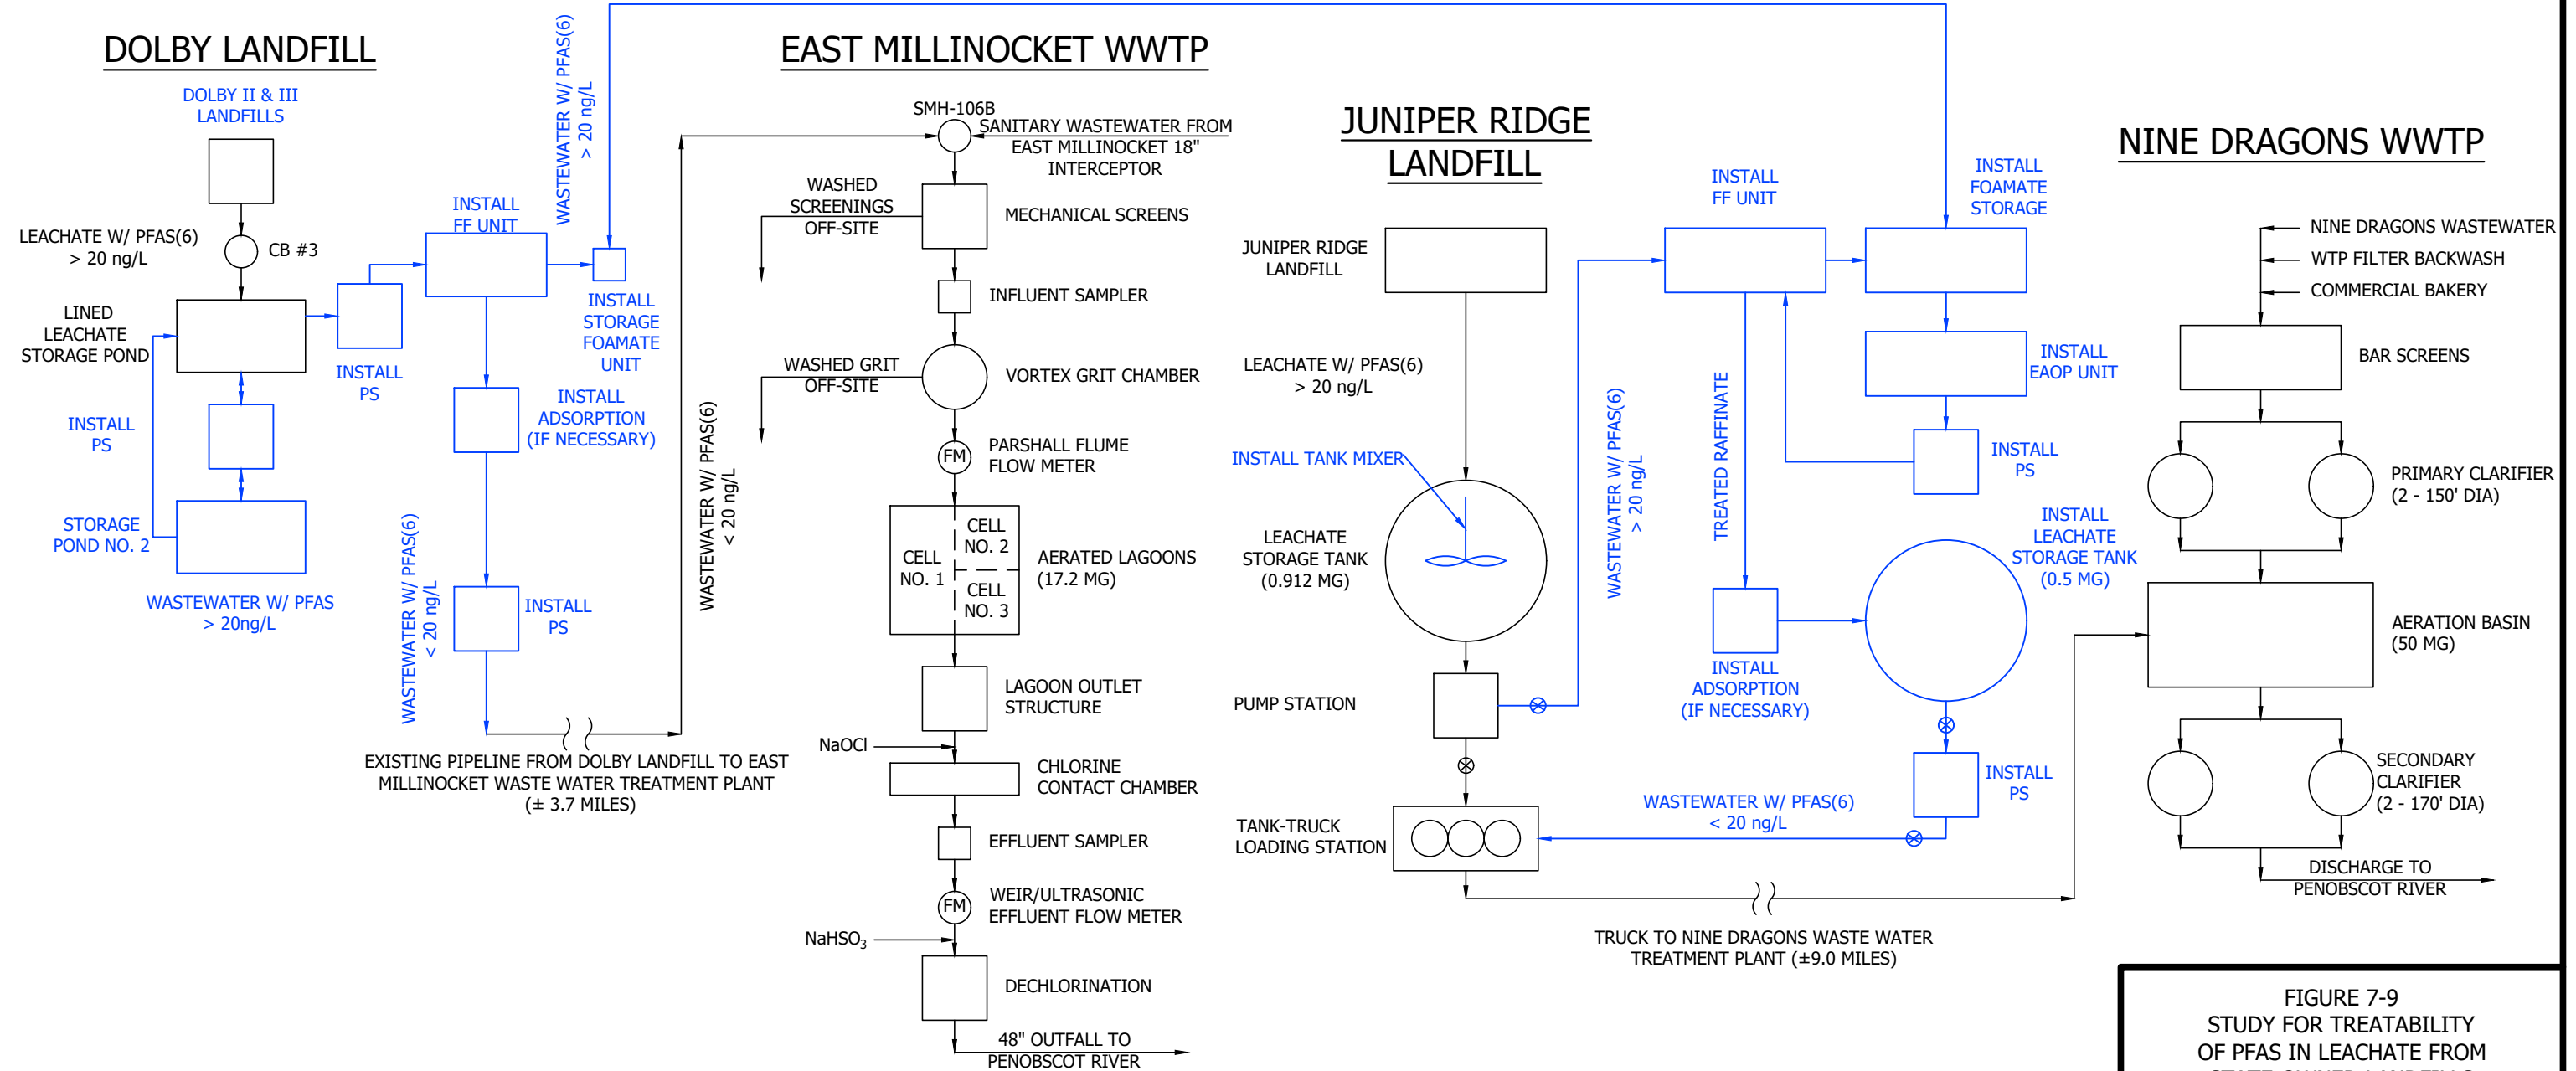 DOLBY LANDFILL
DOLBY II & III
LANDFILLS
LEACHATE W/ PFAS(6)
> 20 ng/L
CB #3
LINED
LEACHATE
STORAGE POND
INSTALL
PS
STORAGE
POND NO. 2
WASTEWATER W/ PFAS
> 20ng/L
INSTALL
PS
INSTALL
FF UNIT
WASTEWATER W/ PFAS(6)
> 20 ng/L
INSTALL
STORAGE
FOAMATE
UNIT
INSTALL
ADSORPTION
(IF NECESSARY)
WASTEWATER W/ PFAS(6)
< 20 ng/L
INSTALL
PS
EXISTING PIPELINE FROM DOLBY LANDFILL TO EAST
MILLINOCKET WASTE WATER TREATMENT PLANT
(± 3.7 MILES)
WASTEWATER W/ PFAS(6)
< 20 ng/L
EAST MILLINOCKET WWTP
SMH-106B
SANITARY WASTEWATER FROM
EAST MILLINOCKET 18"
INTERCEPTOR
WASHED
SCREENINGS
OFF-SITE
MECHANICAL SCREENS
INFLUENT SAMPLER
WASHED GRIT
OFF-SITE
VORTEX GRIT CHAMBER
FM
PARSHALL FLUME
FLOW METER
CELL
NO. 1
CELL
NO. 2
CELL
NO. 3
AERATED LAGOONS
(17.2 MG)
LAGOON OUTLET
STRUCTURE
NaOCl
CHLORINE
CONTACT CHAMBER
EFFLUENT SAMPLER
FM
WEIR/ULTRASONIC
EFFLUENT FLOW METER
NaHSO₃
DECHLORINATION
48" OUTFALL TO
PENOBSCOT RIVER
JUNIPER RIDGE
LANDFILL
JUNIPER RIDGE
LANDFILL
LEACHATE W/ PFAS(6)
> 20 ng/L
INSTALL TANK MIXER
LEACHATE
STORAGE TANK
(0.912 MG)
PUMP STATION
TANK-TRUCK
LOADING STATION
WASTEWATER W/ PFAS(6)
> 20 ng/L
INSTALL
FF UNIT
INSTALL
FOAMATE
STORAGE
INSTALL
EAOP UNIT
INSTALL
PS
TREATED RAFFINATE
INSTALL
ADSORPTION
(IF NECESSARY)
INSTALL
LEACHATE
STORAGE TANK
(0.5 MG)
INSTALL
PS
WASTEWATER W/ PFAS(6)
< 20 ng/L
TRUCK TO NINE DRAGONS WASTE WATER
TREATMENT PLANT (±9.0 MILES)
NINE DRAGONS WWTP
NINE DRAGONS WASTEWATER
WTP FILTER BACKWASH
COMMERCIAL BAKERY
BAR SCREENS
PRIMARY CLARIFIER
(2 - 150' DIA)
AERATION BASIN
(50 MG)
SECONDARY
CLARIFIER
(2 - 170' DIA)
DISCHARGE TO
PENOBSCOT RIVER
FIGURE 7-9
STUDY FOR TREATABILITY
OF PFAS IN LEACHATE FROM